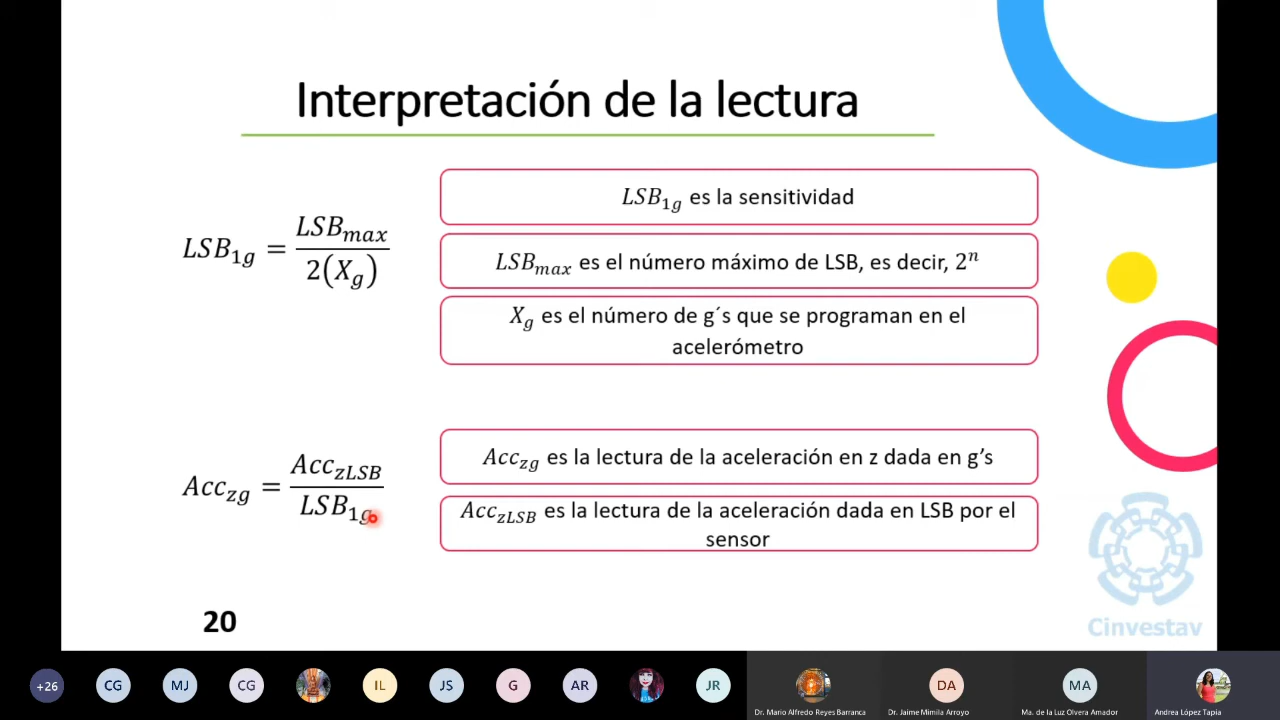 Interpretación de la lectura
LSB₁g = LSBmax / 2(Xg)
LSB₁g es la sensitividad
LSBmax es el número máximo de LSB, es decir, 2ⁿ
Xg es el número de g´s que se programan en el
acelerómetro
Acczg = AcczLSB / LSB₁g
Acczg es la lectura de la aceleración en z dada en g’s
AcczLSB es la lectura de la aceleración dada en LSB por el
sensor
20
Cinvestav
+26
CG
MJ
CG
IL
JS
G
AR
JR
DA
MA
Dr. Mario Alfredo Reyes Barranca
Dr. Jaime Mimila Arroyo
Ma. de la Luz Olvera Amador
Andrea López Tapia